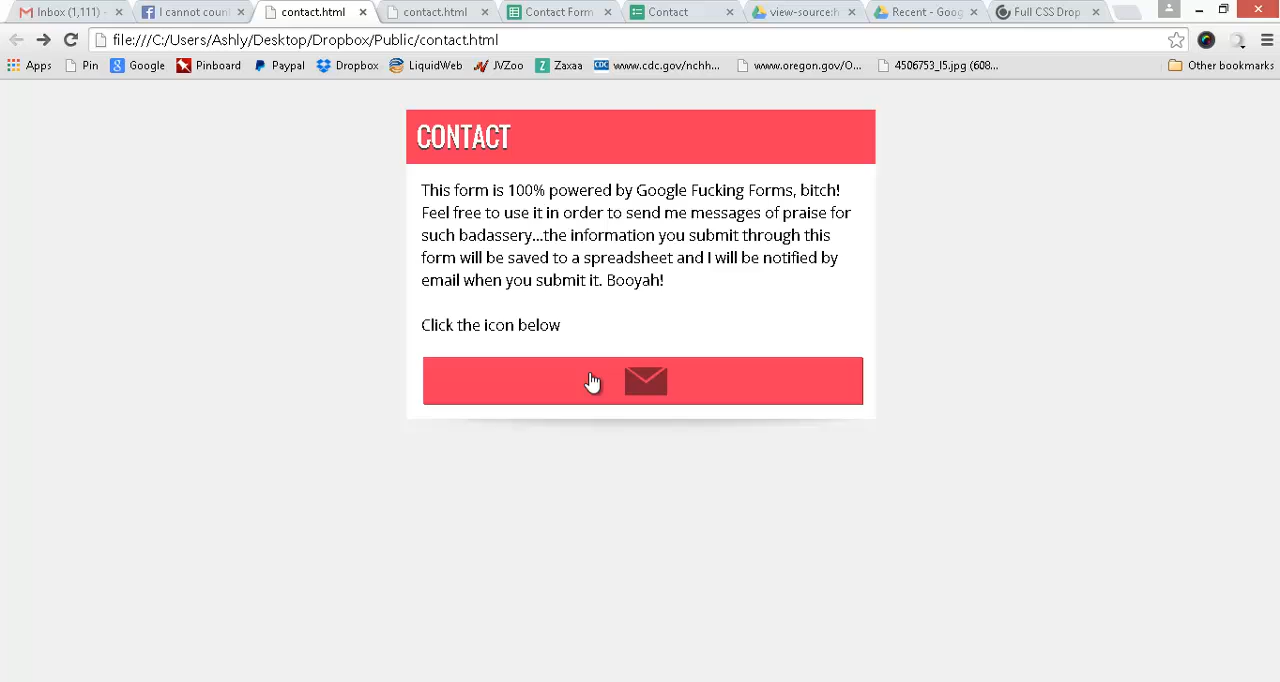 Inbox (1,111)
I cannot count
contact.html
contact.html
Contact Form
Contact
view-source:h
Recent - Goog
Full CSS Drop
file:///C:/Users/Ashly/Desktop/Dropbox/Public/contact.html
Apps
Pin
Google
Pinboard
Paypal
Dropbox
LiquidWeb
JVZoo
Zaxaa
www.cdc.gov/nchh...
www.oregon.gov/O...
4506753_l5.jpg (608...
Other bookmarks
CONTACT
This form is 100% powered by Google Fucking Forms, bitch!
Feel free to use it in order to send me messages of praise for
such badassery...the information you submit through this
form will be saved to a spreadsheet and I will be notified by
email when you submit it. Booyah!
Click the icon below